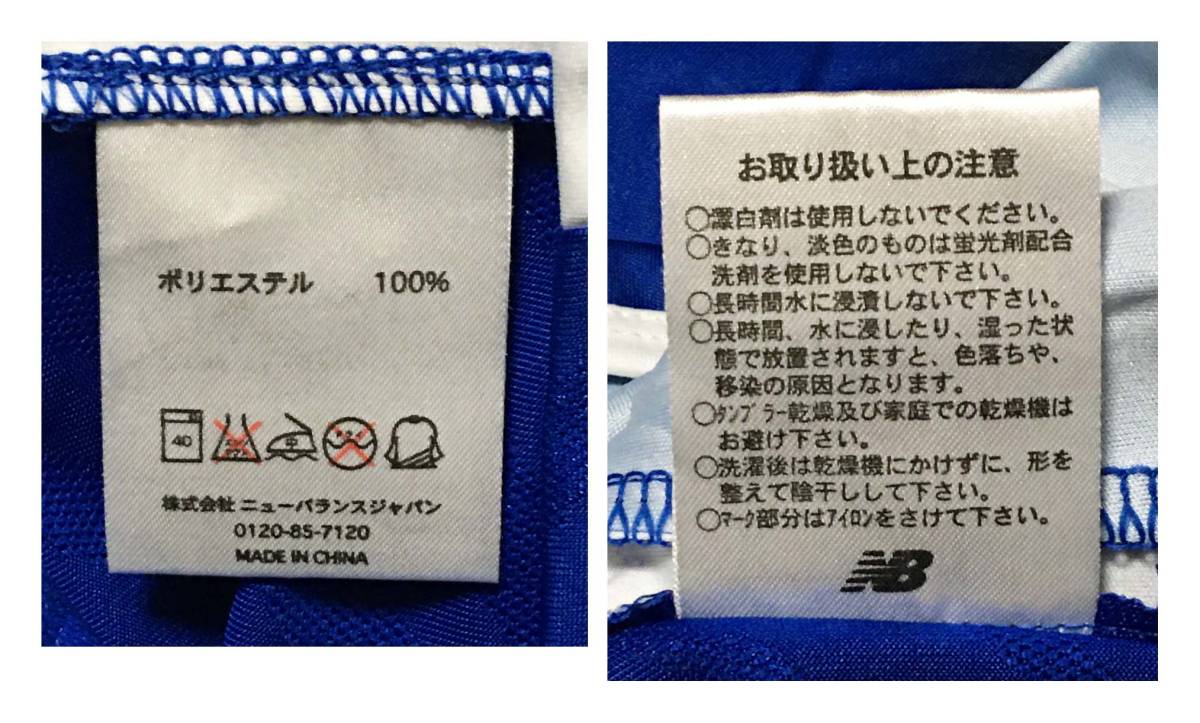 ポリエステル 100%
40
中
株式会社 ニューバランスジャパン
0120-85-7120
MADE IN CHINA
お取り扱い上の注意
○漂白剤は使用しないでください。
○きなり、淡色のものは蛍光剤配合
洗剤を使用しないで下さい。
○長時間水に浸漬しないで下さい。
○長時間、水に浸したり、湿った状
態で放置されますと、色落ちや、
移染の原因となります。
○タンブラー乾燥及び家庭での乾燥機は
お避け下さい。
○洗濯後は乾燥機にかけずに、形を
整えて陰干しして下さい。
○マーク部分はアイロンをさけて下さい。
NB